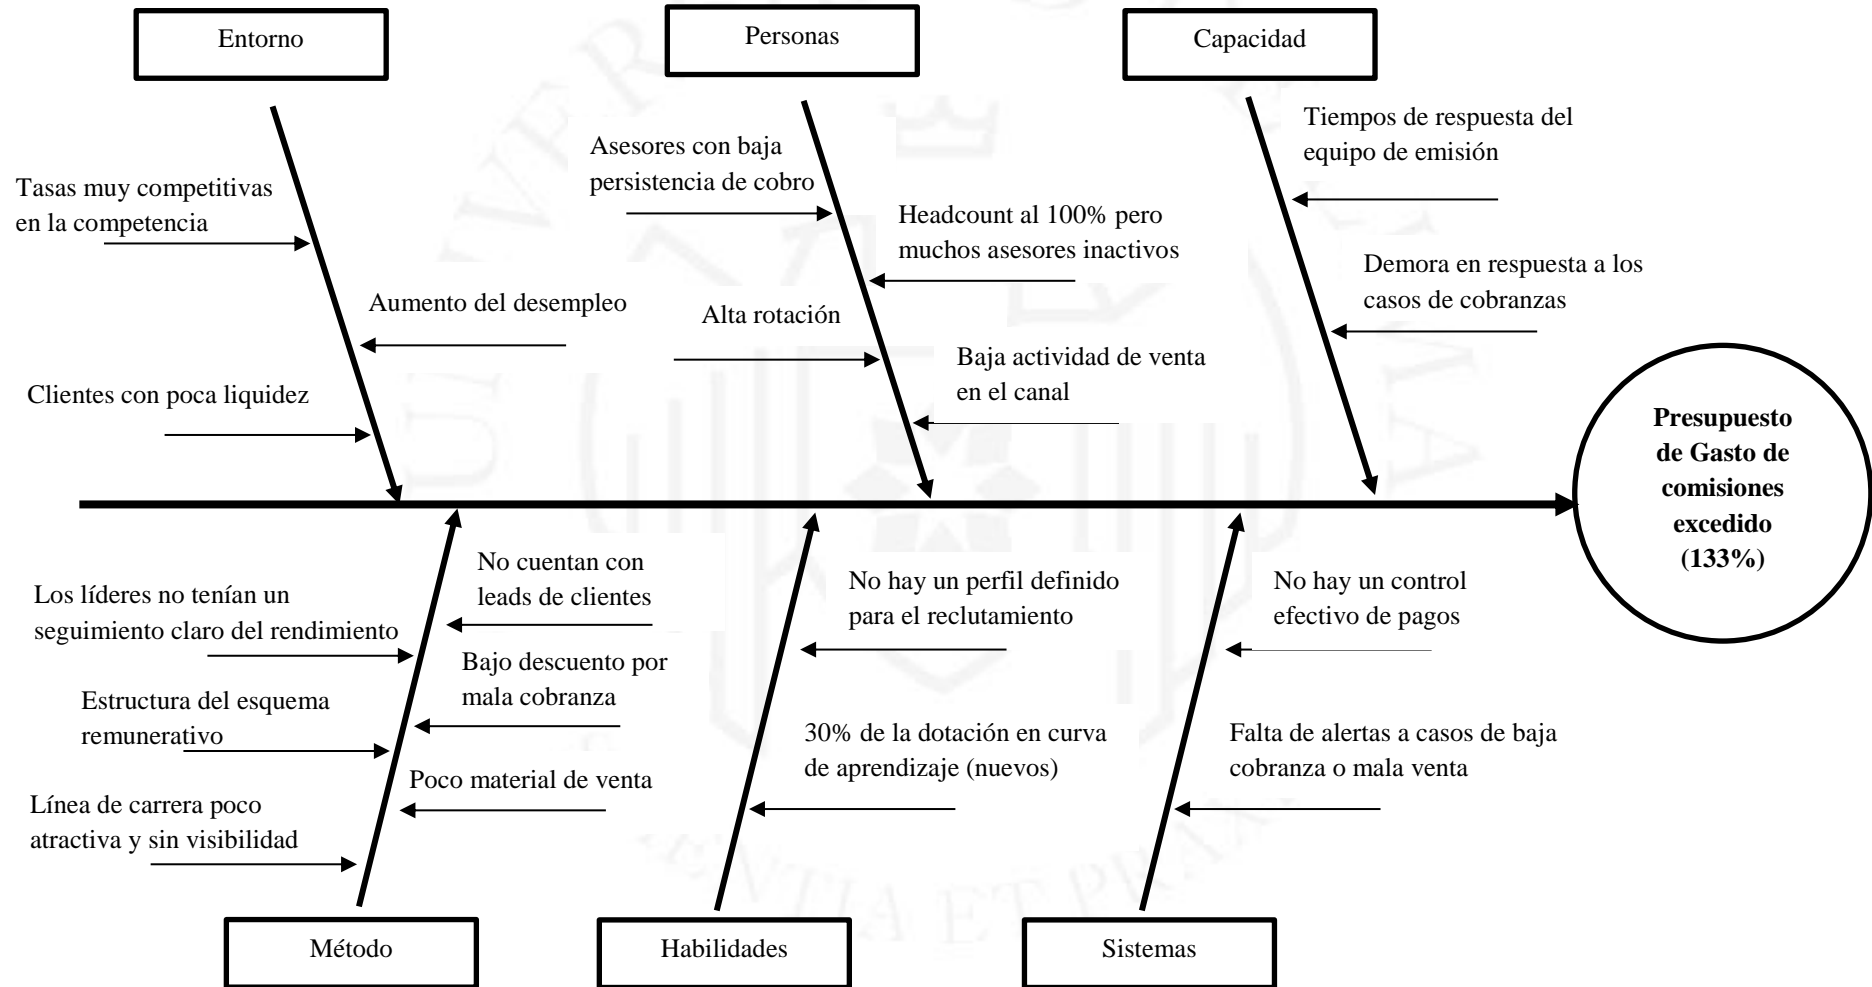 Entorno
Personas
Capacidad
Tasas muy competitivas
en la competencia
Aumento del desempleo
Clientes con poca liquidez
Asesores con baja
persistencia de cobro
Headcount al 100% pero
muchos asesores inactivos
Alta rotación
Baja actividad de venta
en el canal
Tiempos de respuesta del
equipo de emisión
Demora en respuesta a los
casos de cobranzas
Presupuesto
de Gasto de
comisiones
excedido
(133%)
No cuentan con
leads de clientes
Los líderes no tenían un
seguimiento claro del rendimiento
Bajo descuento por
mala cobranza
Estructura del esquema
remunerativo
Poco material de venta
Línea de carrera poco
atractiva y sin visibilidad
No hay un perfil definido
para el reclutamiento
30% de la dotación en curva
de aprendizaje (nuevos)
No hay un control
efectivo de pagos
Falta de alertas a casos de baja
cobranza o mala venta
Método
Habilidades
Sistemas